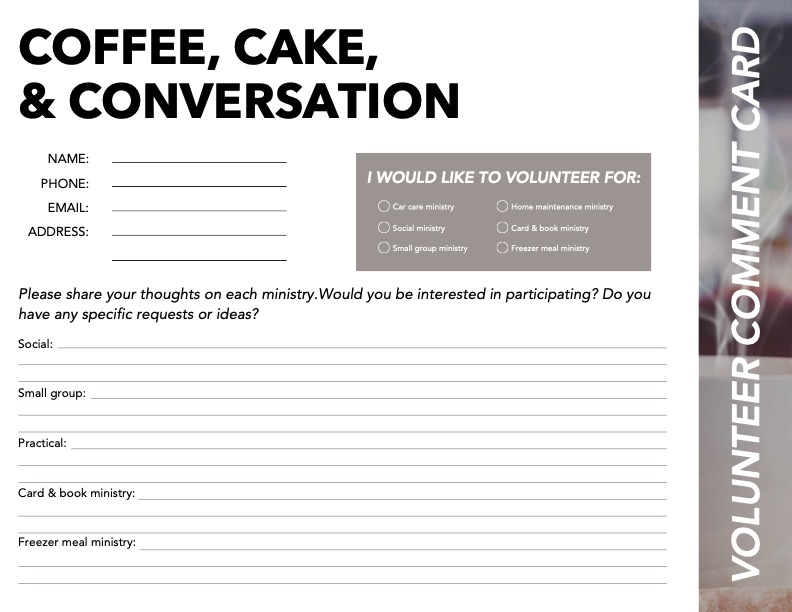 COFFEE, CAKE,
& CONVERSATION
NAME:
PHONE:
EMAIL:
ADDRESS:
I WOULD LIKE TO VOLUNTEER FOR:
Car care ministry
Home maintenance ministry
Social ministry
Card & book ministry
Small group ministry
Freezer meal ministry
Please share your thoughts on each ministry.Would you be interested in participating? Do you
have any specific requests or ideas?
Social:
Small group:
Practical:
Card & book ministry:
Freezer meal ministry:
VOLUNTEER COMMENT CARD